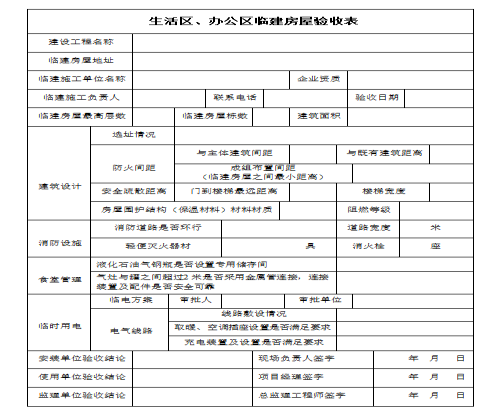 生活区、办公区临建房屋验收表
建设工程名称
临建房屋地址
临建施工单位名称 企业资质
临建施工负责人 联系电话 验收日期
临建房屋最高层数 临建房屋栋数 建筑面积
建筑设计
选址情况
防火间距
与主体建筑间距 与既有建筑距离
成组布置间距
（临建房屋之间最小距离）
安全疏散距离 门到楼梯最远距离 楼梯宽度
房屋围护结构（保温材料）材料材质 阻燃等级
消防设施
消防道路是否环行 道路宽度 米
轻便灭火器材 具 消火栓 座
食堂管理
液化石油气钢瓶是否设置专用储存间
气灶与罐之间超过2米是否采用金属管连接，连接
装置及配件是否安全可靠
临时用电
临电方案 审批人 审批单位
电气线路
线路敷设情况
取暖、空调插座设置是否满足要求
充电装置及设置是否满足要求
安装单位验收结论 现场负责人签字 年 月 日
使用单位验收结论 项目经理签字 年 月 日
监理单位验收结论 总监理工程师签字 年 月 日